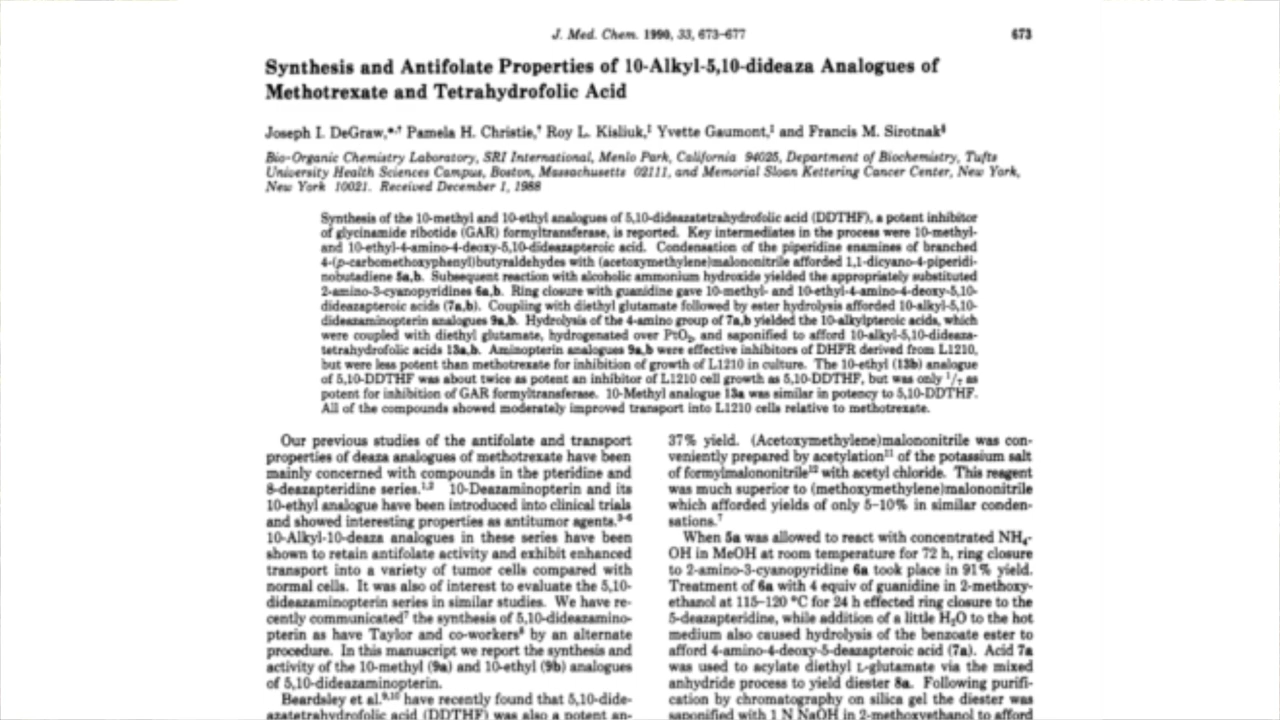 J. Med. Chem. 1990, 33, 673–677
673
Synthesis and Antifolate Properties of 10-Alkyl-5,10-dideaza Analogues of
Methotrexate and Tetrahydrofolic Acid
Joseph I. DeGraw,*,† Pamela H. Christie,† Roy L. Kisliuk,‡ Yvette Gaumont,‡ and Francis M. Sirotnak§
Bio-Organic Chemistry Laboratory, SRI International, Menlo Park, California 94025, Department of Biochemistry, Tufts
University Health Sciences Campus, Boston, Massachusetts 02111, and Memorial Sloan Kettering Cancer Center, New York,
New York 10021. Received December 1, 1988
Synthesis of the 10-methyl and 10-ethyl analogues of 5,10-dideazatetrahydrofolic acid (DDTHF), a potent inhibitor
of glycinamide ribotide (GAR) formyltransferase, is reported. Key intermediates in the process were 10-methyl-
and 10-ethyl-4-amino-4-deoxy-5,10-dideazapteroic acid. Condensation of the piperidine enamines of branched
4-(p-carbomethoxyphenyl)butyraldehydes with (acetoxymethylene)malononitrile afforded 1,1-dicyano-4-piperidi-
nobutadiene 5a,b. Subsequent reaction with alcoholic ammonium hydroxide yielded the appropriately substituted
2-amino-3-cyanopyridines 6a,b. Ring closure with guanidine gave 10-methyl- and 10-ethyl-4-amino-4-deoxy-5,10-
dideazapteroic acids (7a,b). Coupling with diethyl glutamate followed by ester hydrolysis afforded 10-alkyl-5,10-
dideazaminopterin analogues 9a,b. Hydrolysis of the 4-amino group of 7a,b yielded the 10-alkylpteroic acids, which
were coupled with diethyl glutamate, hydrogenated over PtO₂, and saponified to afford 10-alkyl-5,10-dideaza-
tetrahydrofolic acids 13a,b. Aminopterin analogues 9a,b were effective inhibitors of DHFR derived from L1210,
but were less potent than methotrexate for inhibition of growth of L1210 in culture. The 10-ethyl (13b) analogue
of 5,10-DDTHF was about twice as potent an inhibitor of L1210 cell growth as 5,10-DDTHF, but was only ¹/₇ as
potent for inhibition of GAR formyltransferase. 10-Methyl analogue 13a was similar in potency to 5,10-DDTHF.
All of the compounds showed moderately improved transport into L1210 cells relative to methotrexate.
Our previous studies of the antifolate and transport
properties of deaza analogues of methotrexate have been
mainly concerned with compounds in the pteridine and
8-deazapteridine series.¹,² 10-Deazaminopterin and its
10-ethyl analogue have been introduced into clinical trials
and showed interesting properties as antitumor agents.³⁻⁶
10-Alkyl-10-deaza analogues in these series have been
shown to retain antifolate activity and exhibit enhanced
transport into a variety of tumor cells compared with
normal cells. It was also of interest to evaluate the 5,10-
dideazaminopterin series in similar studies. We have re-
cently communicated⁷ the synthesis of 5,10-dideazamino-
pterin as have Taylor and co-workers⁸ by an alternate
procedure. In this manuscript we report the synthesis and
activity of the 10-methyl (9a) and 10-ethyl (9b) analogues
of 5,10-dideazaminopterin.
Beardsley et al.⁹,¹⁰ have recently found that 5,10-dide-
azatetrahydrofolic acid (DDTHF) was also a potent an-
37% yield. (Acetoxymethylene)malononitrile was con-
veniently prepared by acetylation¹¹ of the potassium salt
of formylmalononitrile¹² with acetyl chloride. This reagent
was much superior to (methoxymethylene)malononitrile
which afforded yields of only 5–10% in similar conden-
sations.⁷
When 5a was allowed to react with concentrated NH₄-
OH in MeOH at room temperature for 72 h, ring closure
to 2-amino-3-cyanopyridine 6a took place in 91% yield.
Treatment of 6a with 4 equiv of guanidine in 2-methoxy-
ethanol at 115–120 °C for 24 h effected ring closure to the
5-deazapteridine, while addition of a little H₂O to the hot
medium also caused hydrolysis of the benzoate ester to
afford 4-amino-4-deoxy-5-deazapteroic acid (7a). Acid 7a
was used to acylate diethyl L-glutamate via the mixed
anhydride process to yield diester 8a. Following purifi-
cation by chromatography on silica gel the diester was
saponified with 1 N NaOH in 2-methoxyethanol to afford